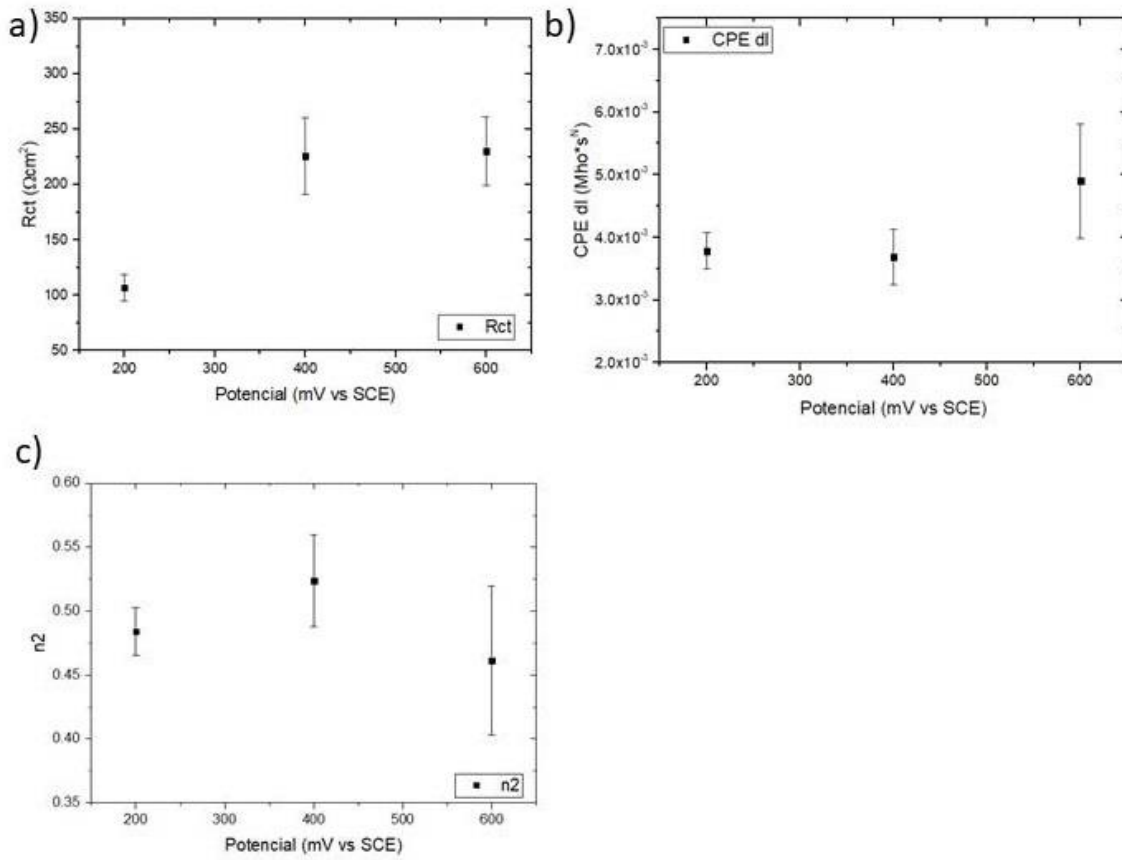 a)
350
300
250
200
150
100
50
Rct (Ωcm²)
Rct
200 300 400 500 600
Potencial (mV vs SCE)
b)
CPE dl
7.0x10⁻³
6.0x10⁻³
5.0x10⁻³
4.0x10⁻³
3.0x10⁻³
2.0x10⁻³
CPE dl (Mho*sᴺ)
200 300 400 500 600
Potencial (mV vs SCE)
c)
0.60
0.55
0.50
0.45
0.40
0.35
n2
n2
200 300 400 500 600
Potencial (mV vs SCE)